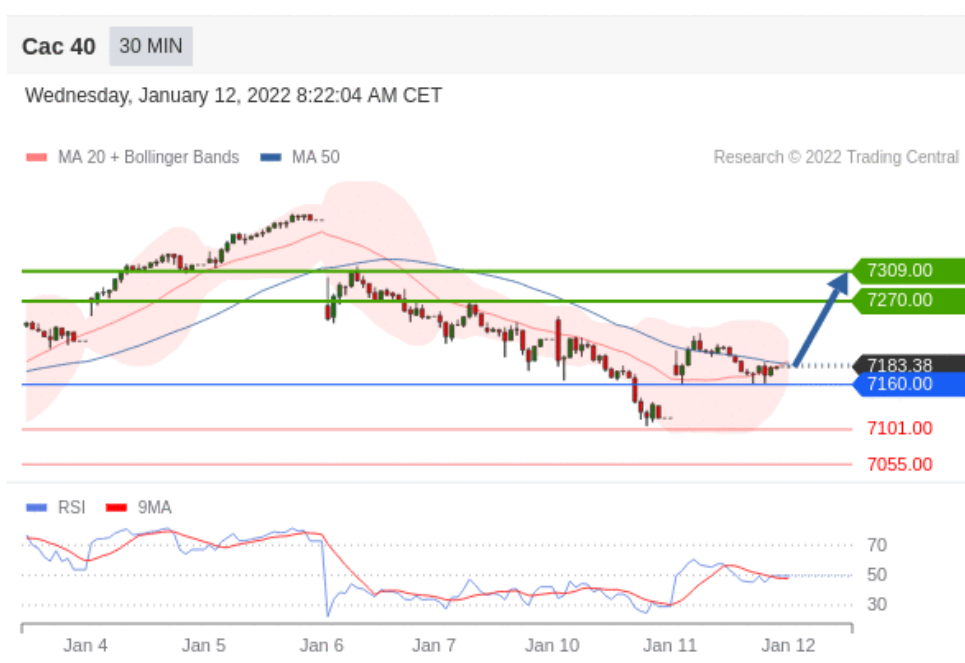 Cac 40 30 MIN
Wednesday, January 12, 2022 8:22:04 AM CET
MA 20 + Bollinger Bands MA 50 Research © 2022 Trading Central
7309.00
7270.00
7183.38
7160.00
7101.00
7055.00
RSI 9MA
70
50
30
Jan 4 Jan 5 Jan 6 Jan 7 Jan 10 Jan 11 Jan 12